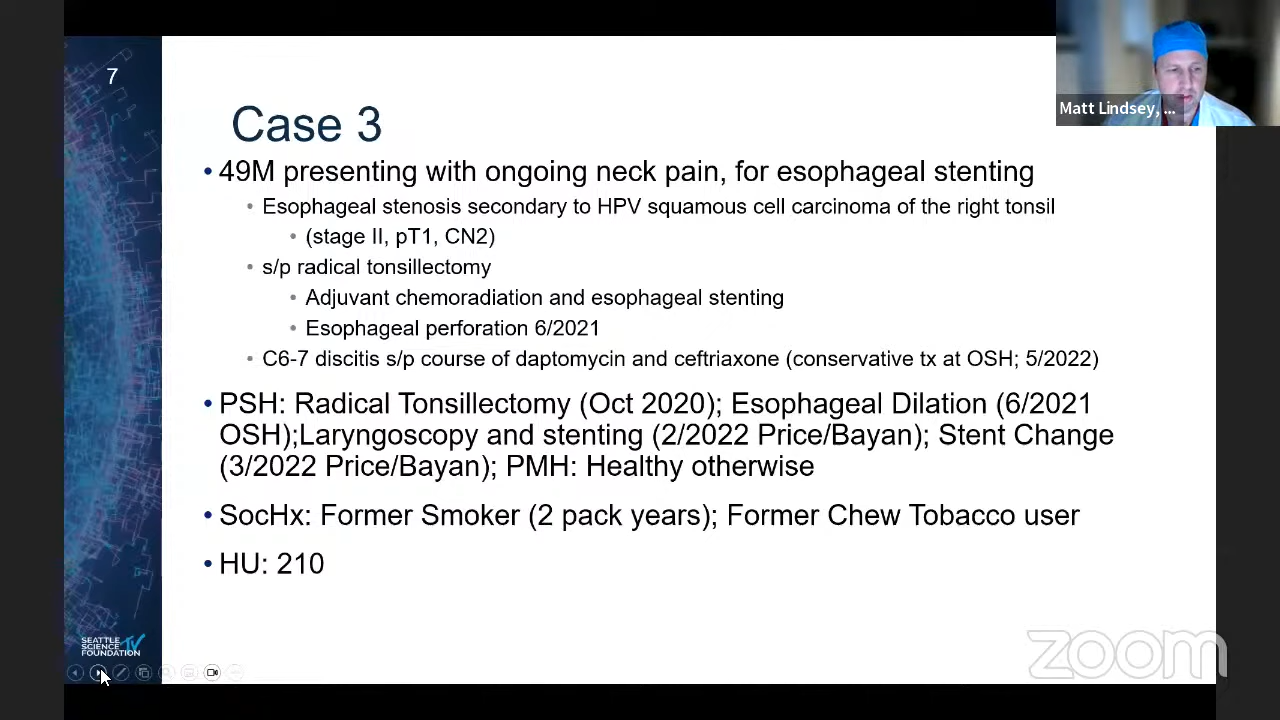 7
Case 3
Matt Lindsey, ...
• 49M presenting with ongoing neck pain, for esophageal stenting
• Esophageal stenosis secondary to HPV squamous cell carcinoma of the right tonsil
• (stage II, pT1, CN2)
• s/p radical tonsillectomy
• Adjuvant chemoradiation and esophageal stenting
• Esophageal perforation 6/2021
• C6-7 discitis s/p course of daptomycin and ceftriaxone (conservative tx at OSH; 5/2022)
• PSH: Radical Tonsillectomy (Oct 2020); Esophageal Dilation (6/2021
OSH);Laryngoscopy and stenting (2/2022 Price/Bayan); Stent Change
(3/2022 Price/Bayan); PMH: Healthy otherwise
• SocHx: Former Smoker (2 pack years); Former Chew Tobacco user
• HU: 210
SEATTLE
SCIENCE TV
FOUNDATION
zoom